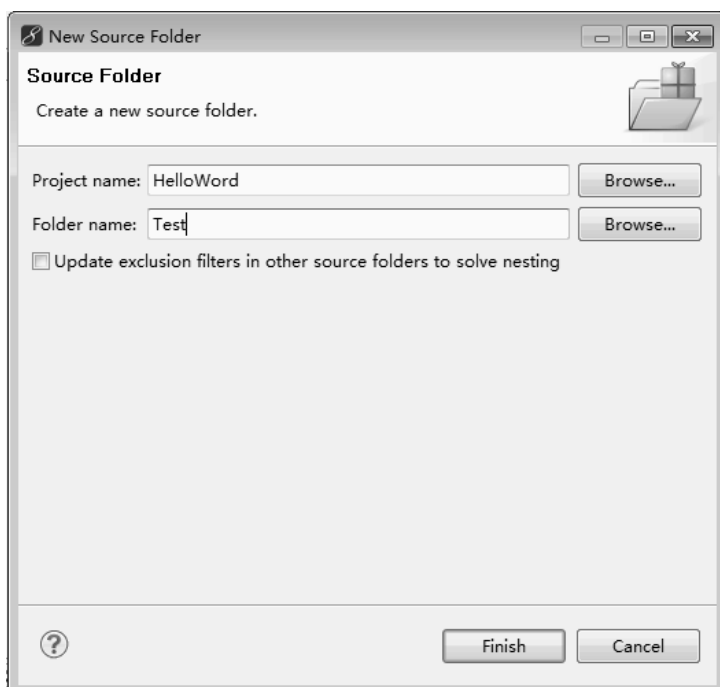 New Source Folder
Source Folder
Create a new source folder.
Project name: HelloWord Browse...
Folder name: Test Browse...
Update exclusion filters in other source folders to solve nesting
? Finish Cancel